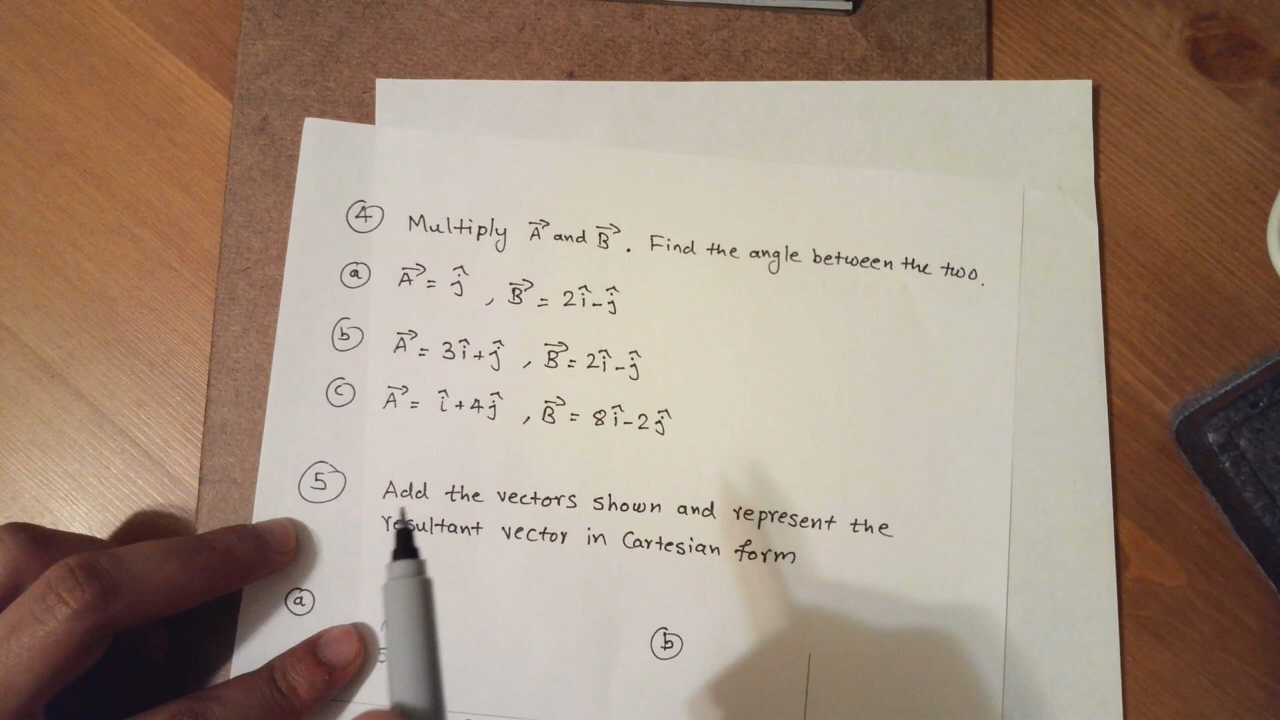 ④ Multiply A⃗ and B⃗. Find the angle between the two.
ⓐ A⃗ = ĵ , B⃗ = 2î-ĵ
ⓑ A⃗ = 3î+ĵ , B⃗ = 2î-ĵ
ⓒ A⃗ = î+4ĵ , B⃗ = 8î-2ĵ
⑤ Add the vectors shown and represent the
resultant vector in Cartesian form
ⓐ
ⓑ